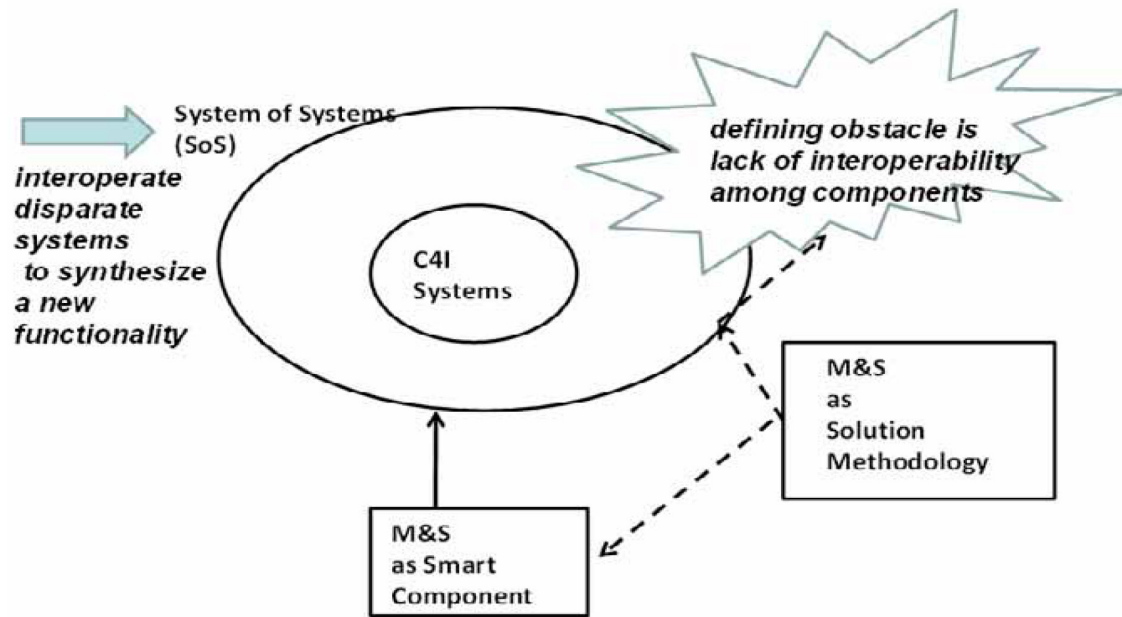 System of Systems
(SoS)
interoperate
disparate
systems
to synthesize
a new
functionality
defining obstacle is
lack of interoperability
among components
C4I
Systems
M&S
as
Solution
Methodology
M&S
as Smart
Component